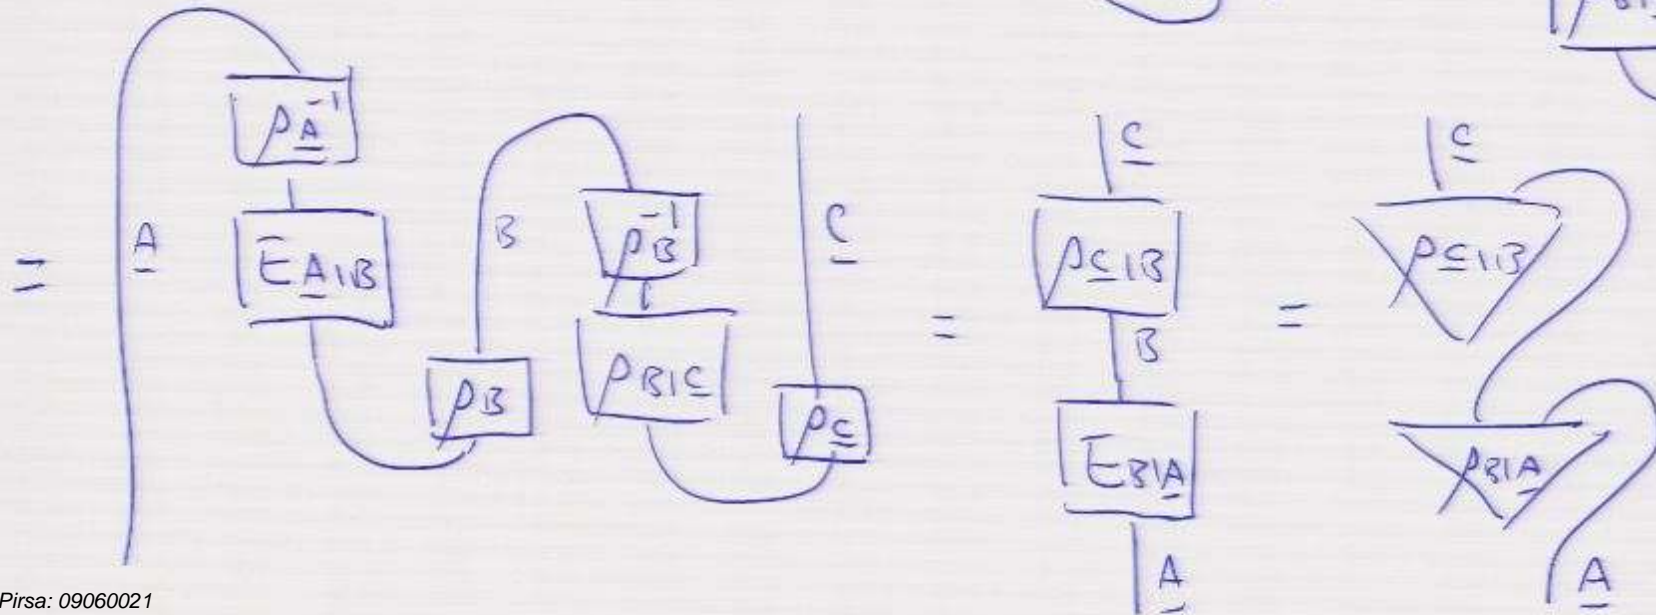 ρA⁻¹
= A EA|B B ρB⁻¹ C = ρC|B C = ρC|B C
ρB ρB|C ρC B
EB|A ρB|A
A A
Pirsa: 09060021